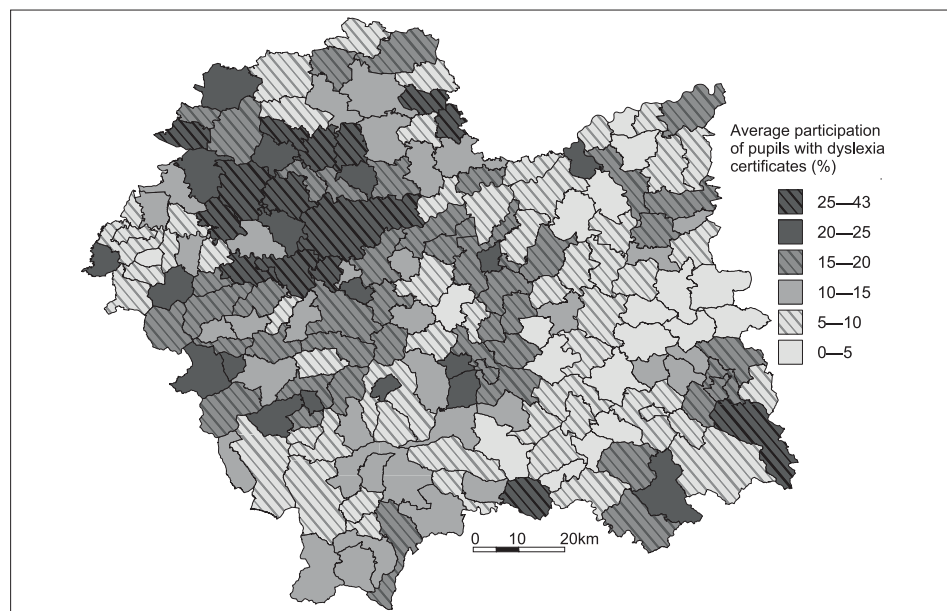 Average participation
of pupils with dyslexia
certificates (%)
25—43
20—25
15—20
10—15
5—10
0—5
0 10 20km